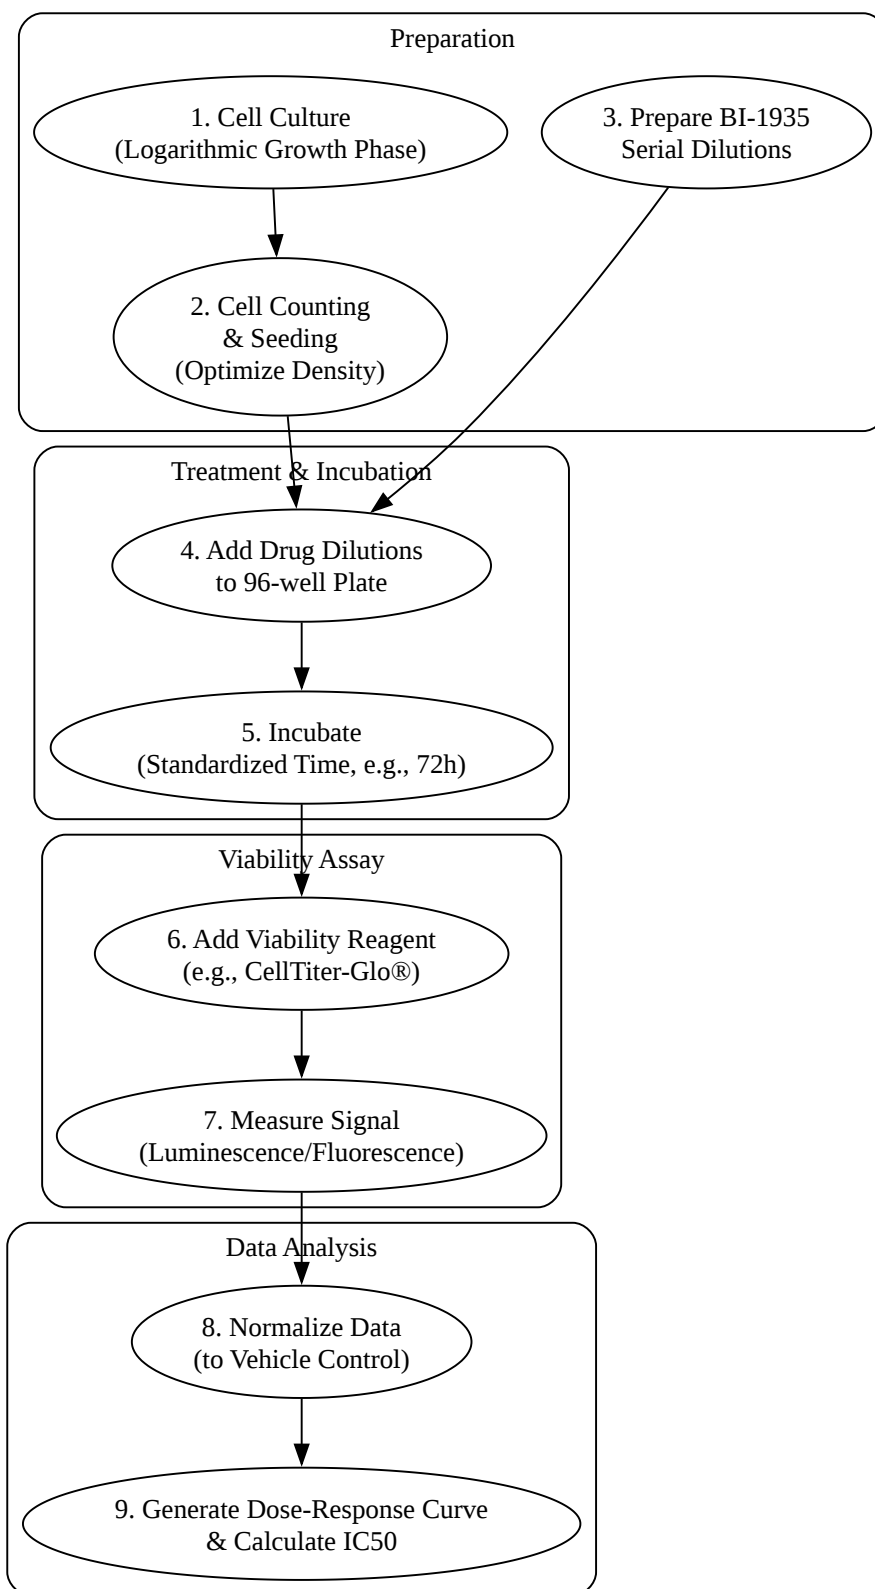 Preparation
1. Cell Culture
(Logarithmic Growth Phase)
3. Prepare BI-1935
Serial Dilutions
2. Cell Counting
& Seeding
(Optimize Density)
Treatment & Incubation
4. Add Drug Dilutions
to 96-well Plate
5. Incubate
(Standardized Time, e.g., 72h)
Viability Assay
6. Add Viability Reagent
(e.g., CellTiter-Glo®)
7. Measure Signal
(Luminescence/Fluorescence)
Data Analysis
8. Normalize Data
(to Vehicle Control)
9. Generate Dose-Response Curve
& Calculate IC50